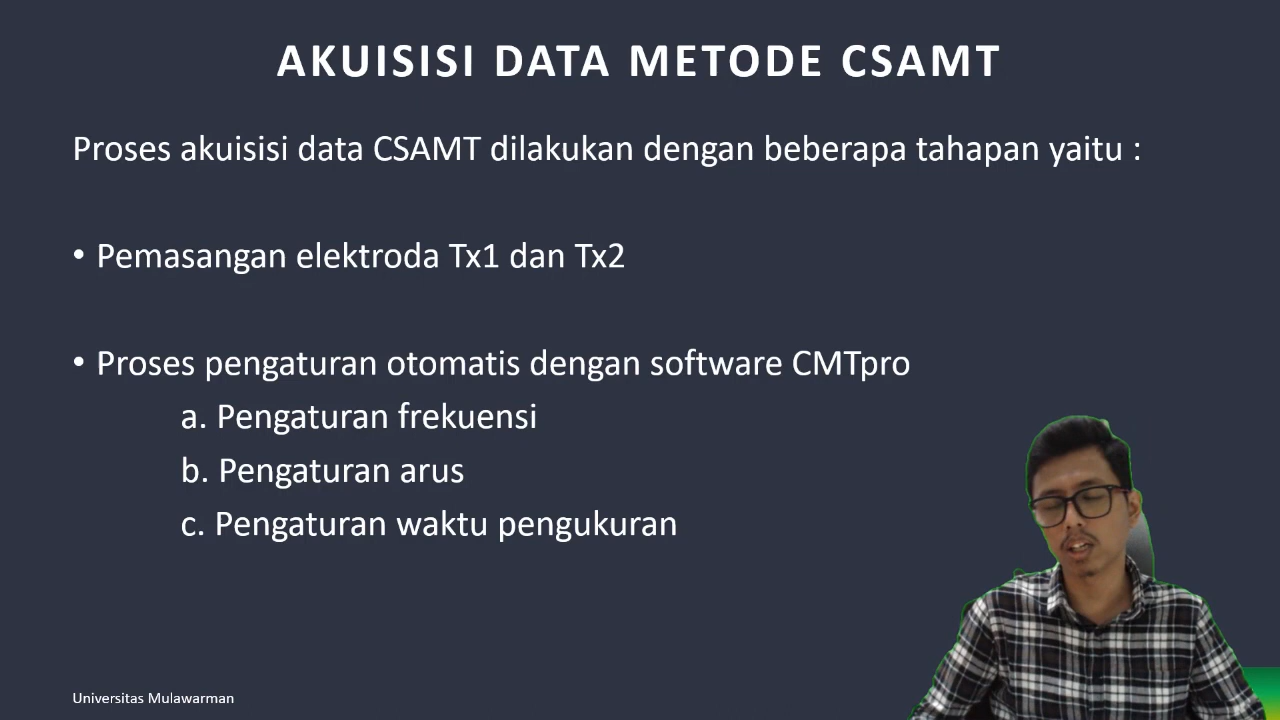 AKUISISI DATA METODE CSAMT
Proses akuisisi data CSAMT dilakukan dengan beberapa tahapan yaitu :
• Pemasangan elektroda Tx1 dan Tx2
• Proses pengaturan otomatis dengan software CMTpro
a. Pengaturan frekuensi
b. Pengaturan arus
c. Pengaturan waktu pengukuran
Universitas Mulawarman